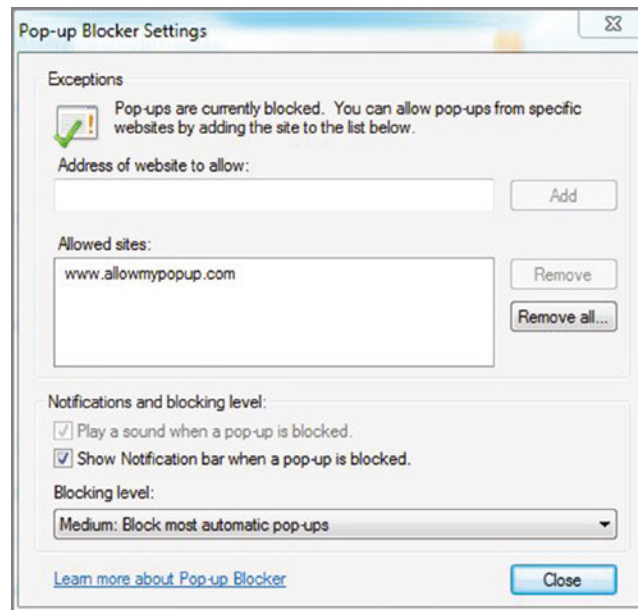 Pop-up Blocker Settings
Exceptions
Pop-ups are currently blocked. You can allow pop-ups from specific
websites by adding the site to the list below.
Address of website to allow:
Add
Allowed sites:
www.allowmypopup.com
Remove
Remove all...
Notifications and blocking level:
Play a sound when a pop-up is blocked.
Show Notification bar when a pop-up is blocked.
Blocking level:
Medium: Block most automatic pop-ups
Learn more about Pop-up Blocker
Close